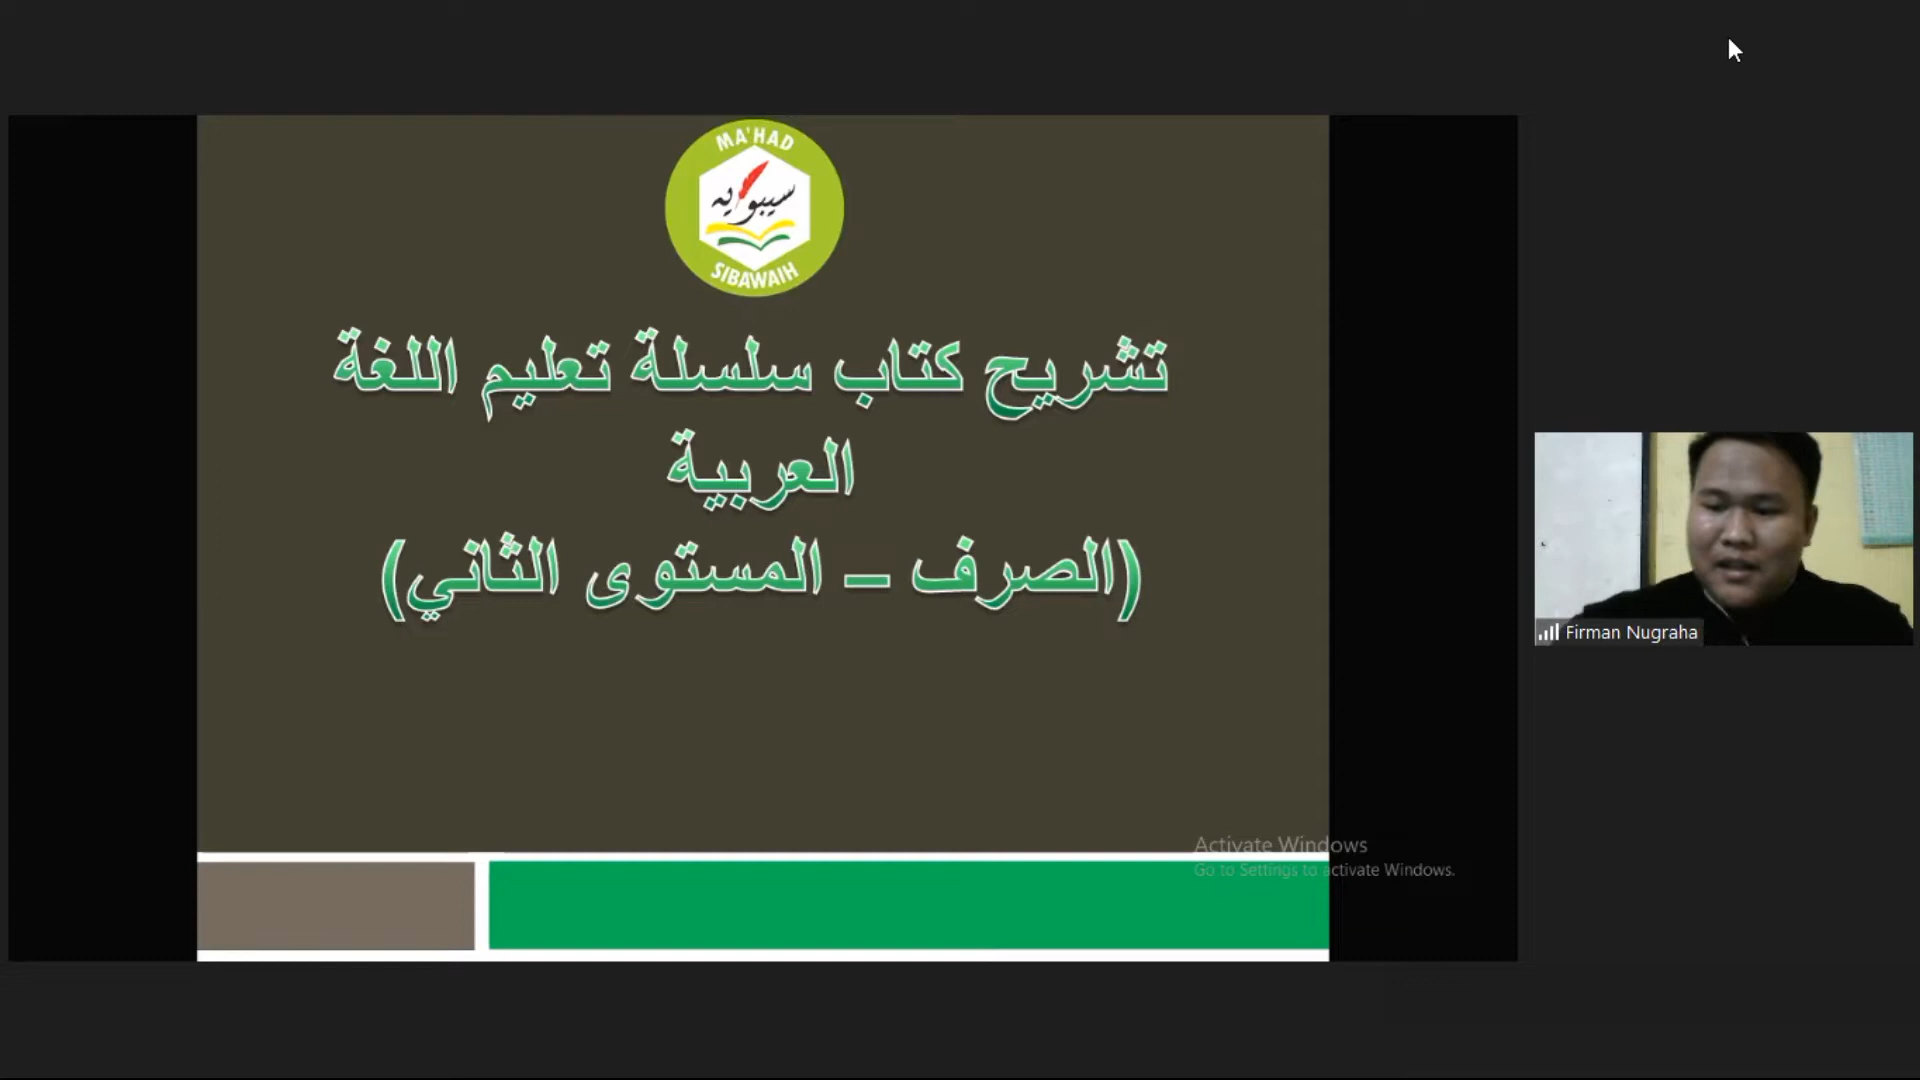 MA'HAD
سيبويه
SIBAWAIH
تشريح كتاب سلسلة تعليم اللغة
العربية
(الصرف – المستوى الثاني)
Firman Nugraha
Activate Windows
Go to Settings to activate Windows.